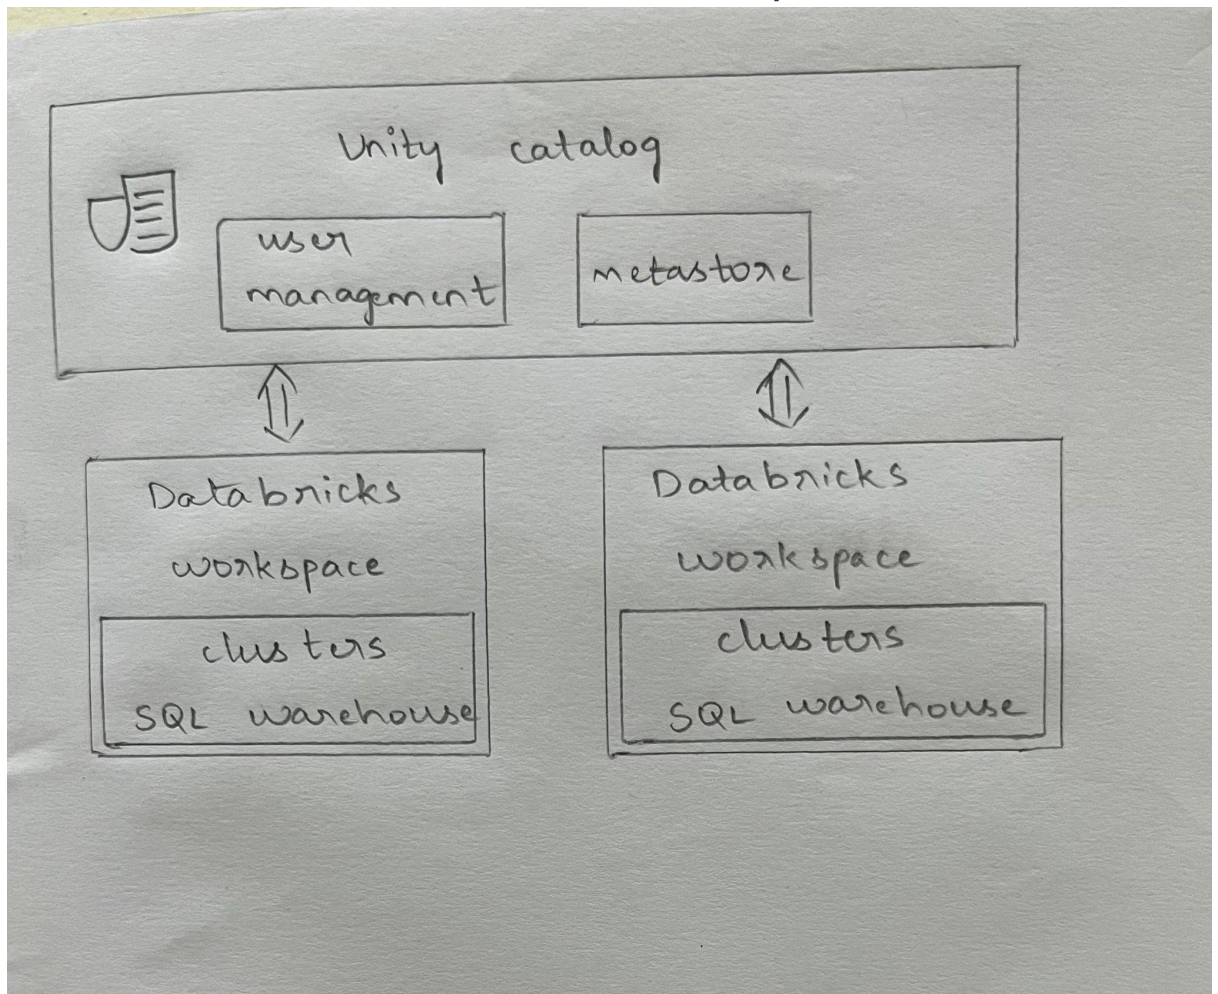 Unity catalog
user
management
metastore
Databricks
workspace
clusters
SQL warehouse
Databricks
workspace
clusters
SQL warehouse